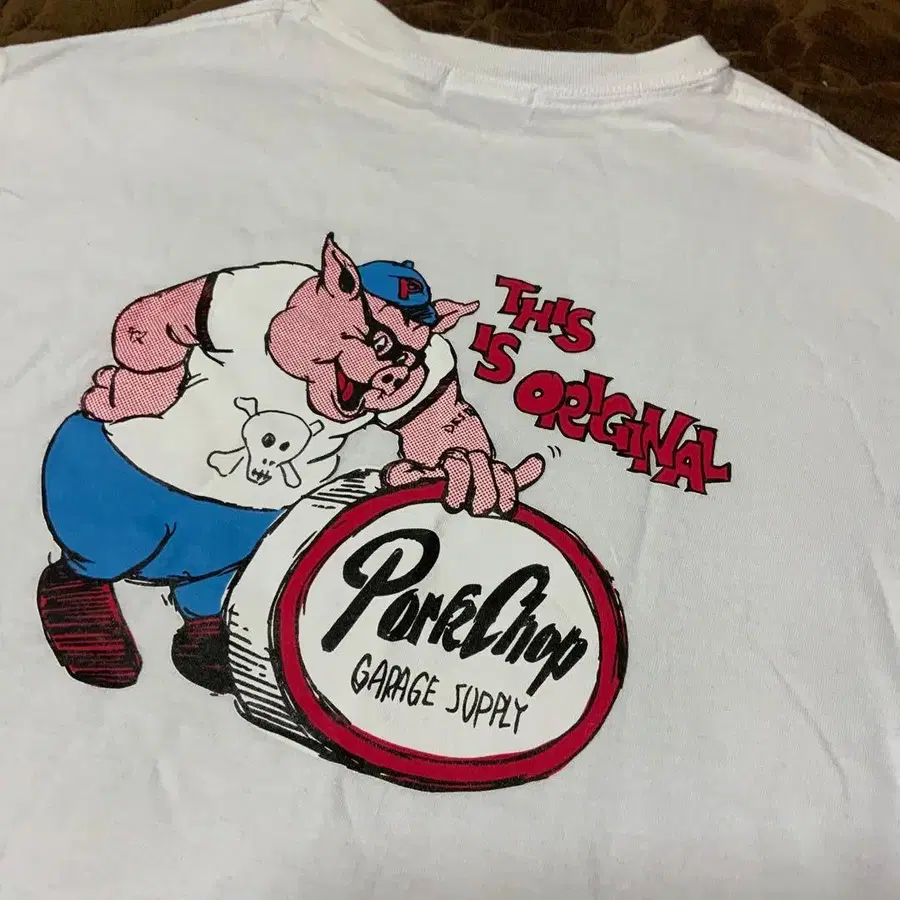 P
THIS
IS ORIGINAL
PorkChop
GARAGE SUPPLY